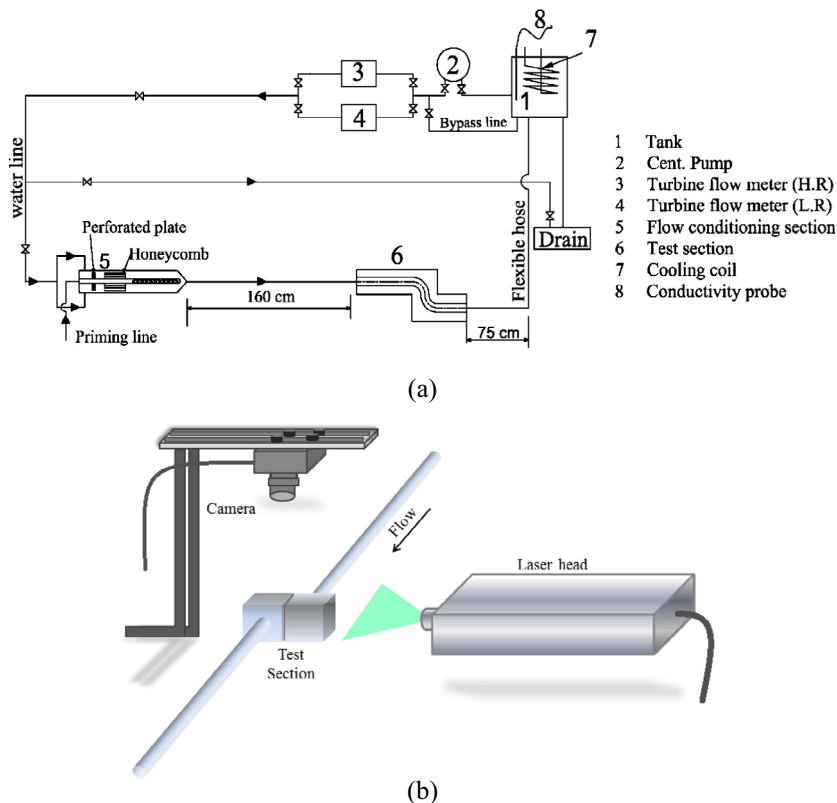 8
7
3
2
1
4
Bypass line
water line
1 Tank
2 Cent. Pump
3 Turbine flow meter (H.R)
4 Turbine flow meter (L.R)
5 Flow conditioning section
6 Test section
7 Cooling coil
8 Conductivity probe
Perforated plate
5 Honeycomb
6
Flexible hose
Drain
160 cm
Priming line
75 cm
(a)
Camera
Flow
Laser head
Test
Section
(b)